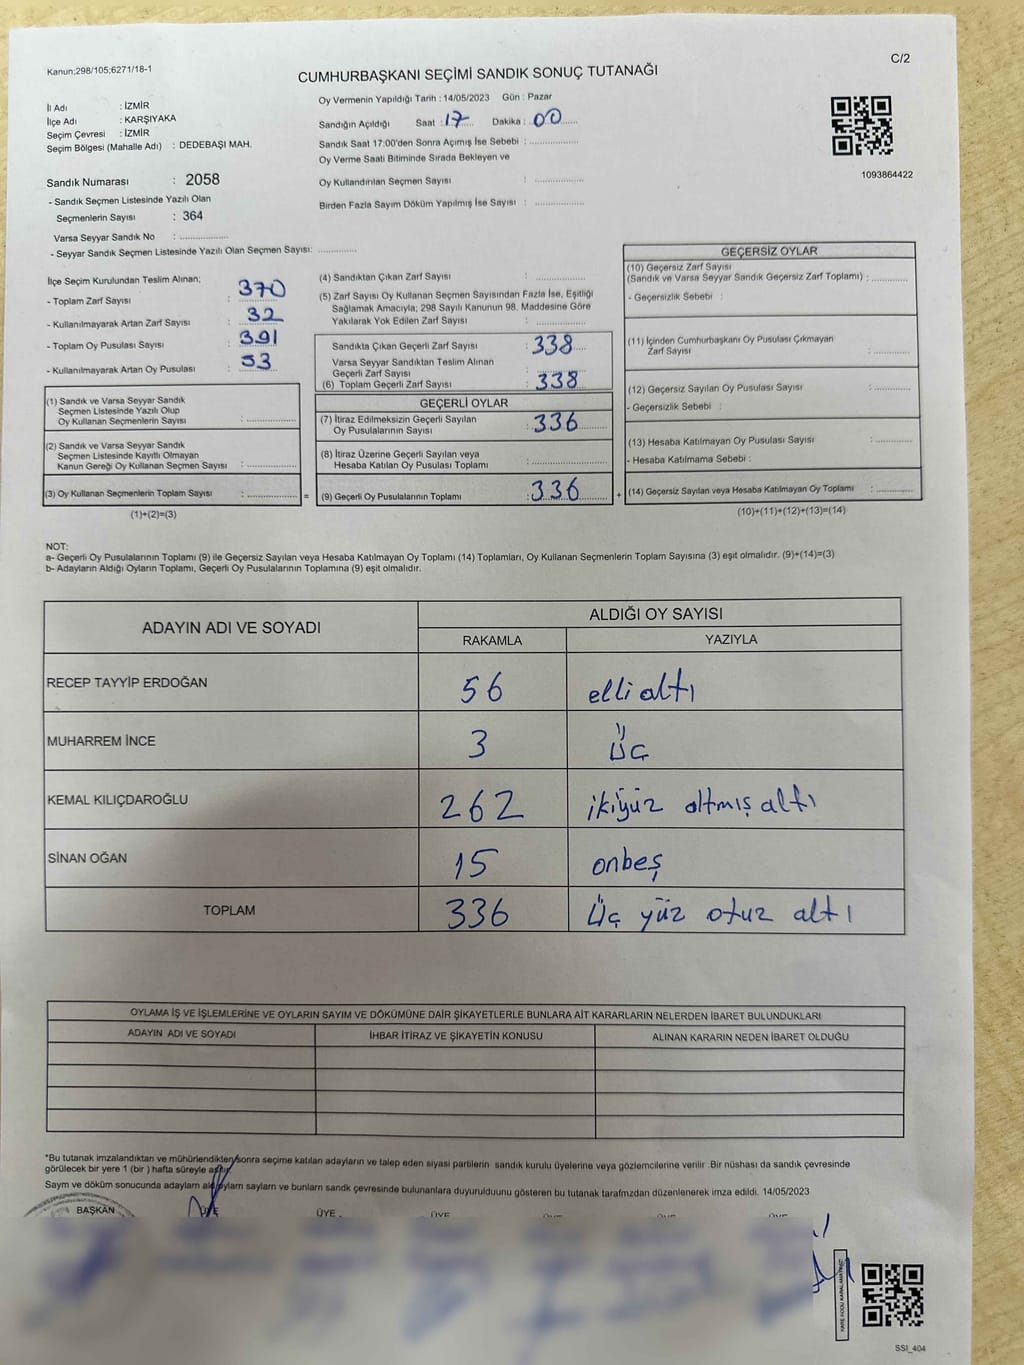 Kanun;298/105;6271/18-1
C/2
CUMHURBAŞKANI SEÇİMİ SANDIK SONUÇ TUTANAĞI
İl Adı : İZMİR
İlçe Adı : KARŞIYAKA
Seçim Çevresi : İZMİR
Seçim Bölgesi (Mahalle Adı) : DEDEBAŞI MAH.
Oy Vermenin Yapıldığı Tarih : 14/05/2023 Gün : Pazar
Sandığın Açıldığı Saat : 17 Dakika : 00
Sandık Saat 17:00'den Sonra Açımış İse Sebebi :
Oy Verme Saati Bitiminde Sırada Bekleyen ve
Oy Kullandırılan Seçmen Sayısı :
Birden Fazla Sayım Döküm Yapılmış İse Sayısı :
1093864422
Sandık Numarası : 2058
- Sandık Seçmen Listesinde Yazılı Olan
Seçmenlerin Sayısı : 364
Varsa Seyyar Sandık No :
- Seyyar Sandık Seçmen Listesinde Yazılı Olan Seçmen Sayısı:
İlçe Seçim Kurulundan Teslim Alınan;
- Toplam Zarf Sayısı : 370
- Kullanılmayarak Artan Zarf Sayısı : 32
- Toplam Oy Pusulası Sayısı : 391
- Kullanılmayarak Artan Oy Pusulası : 53
(1) Sandık ve Varsa Seyyar Sandık
Seçmen Listesinde Yazılı Olup
Oy Kullanan Seçmenlerin Sayısı :
(2) Sandık ve Varsa Seyyar Sandık
Seçmen Listesinde Kayıtlı Olmayan
Kanun Gereği Oy Kullanan Seçmen Sayısı :
(3) Oy Kullanan Seçmenlerin Toplam Sayısı : =
(1)+(2)=(3)
(4) Sandıktan Çıkan Zarf Sayısı :
(5) Zarf Sayısı Oy Kullanan Seçmen Sayısından Fazla İse, Eşitliği
Sağlamak Amacıyla; 298 Sayılı Kanunun 98. Maddesine Göre
Yakılarak Yok Edilen Zarf Sayısı :
Sandıkta Çıkan Geçerli Zarf Sayısı : 338
Varsa Seyyar Sandıktan Teslim Alınan
Geçerli Zarf Sayısı :
(6) Toplam Geçerli Zarf Sayısı : 338
GEÇERLİ OYLAR
(7) İtiraz Edilmeksizin Geçerli Sayılan
Oy Pusulalarının Sayısı : 336
(8) İtiraz Üzerine Geçerli Sayılan veya
Hesaba Katılan Oy Pusulası Toplamı :
(9) Geçerli Oy Pusulalarının Toplamı : 336 +
GEÇERSİZ OYLAR
(10) Geçersiz Zarf Sayısı
(Sandık ve Varsa Seyyar Sandık Geçersiz Zarf Toplamı) :
- Geçersizlik Sebebi :
(11) İçinden Cumhurbaşkanı Oy Pusulası Çıkmayan
Zarf Sayısı :
(12) Geçersiz Sayılan Oy Pusulası Sayısı :
- Geçersizlik Sebebi :
(13) Hesaba Katılmayan Oy Pusulası Sayısı :
- Hesaba Katılmama Sebebi :
(14) Geçersiz Sayılan veya Hesaba Katılmayan Oy Toplamı :
(10)+(11)+(12)+(13)=(14)
NOT:
a- Geçerli Oy Pusulalarının Toplamı (9) ile Geçersiz Sayılan veya Hesaba Katılmayan Oy Toplamı (14) Toplamları, Oy Kullanan Seçmenlerin Toplam Sayısına (3) eşit olmalıdır. (9)+(14)=(3)
b- Adayların Aldığı Oyların Toplamı, Geçerli Oy Pusulalarının Toplamına (9) eşit olmalıdır.
ADAYIN ADI VE SOYADI ALDIĞI OY SAYISI
RAKAMLA YAZIYLA
RECEP TAYYİP ERDOĞAN 56 elli altı
MUHARREM İNCE 3 üç
KEMAL KILIÇDAROĞLU 262 ikiyüz altmış altı
SİNAN OĞAN 15 onbeş
TOPLAM 336 Üç yüz otuz altı
OYLAMA İŞ VE İŞLEMLERİNE VE OYLARIN SAYIM VE DÖKÜMÜNE DAİR ŞİKAYETLERLE BUNLARA AİT KARARLARIN NELERDEN İBARET BULUNDUKLARI
ADAYIN ADI VE SOYADI İHBAR İTİRAZ VE ŞİKAYETİN KONUSU ALINAN KARARIN NEDEN İBARET OLDUĞU
*Bu tutanak imzalandıktan ve mühürlendikten sonra seçime katılan adayların ve talep eden siyasi partilerin sandık kurulu üyelerine veya gözlemcilerine verilir .Bir nüshası da sandık çevresinde
görülecek bir yere 1 (bir ) hafta süreyle asılır.
Sayım ve döküm sonucunda adayların ald oyların sayların ve bunların sandk çevresinde bulunanlara duyurulduunu gösteren bu tutanak tarafmzdan düzenlenerek imza edildi. 14/05/2023
BAŞKAN ÜYE ÜYE ÜYE
SSI_404